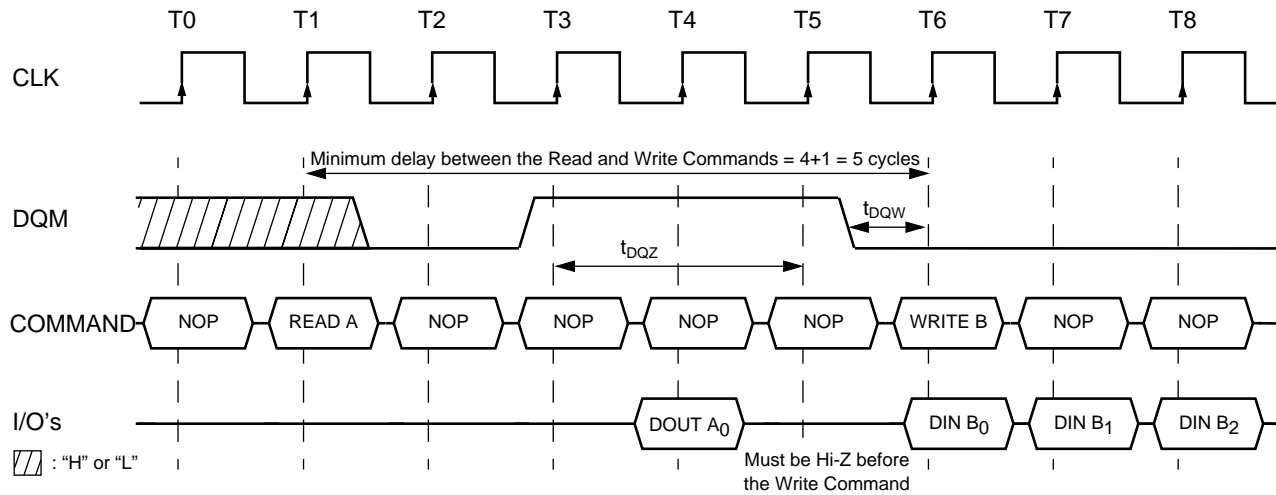 T0 T1 T2 T3 T4 T5 T6 T7 T8
CLK
Minimum delay between the Read and Write Commands = 4+1 = 5 cycles
DQM
tDQW
tDQZ
COMMAND NOP READ A NOP NOP NOP NOP WRITE B NOP NOP
I/O's DOUT A0 DIN B0 DIN B1 DIN B2
: “H” or “L”
Must be Hi-Z before
the Write Command